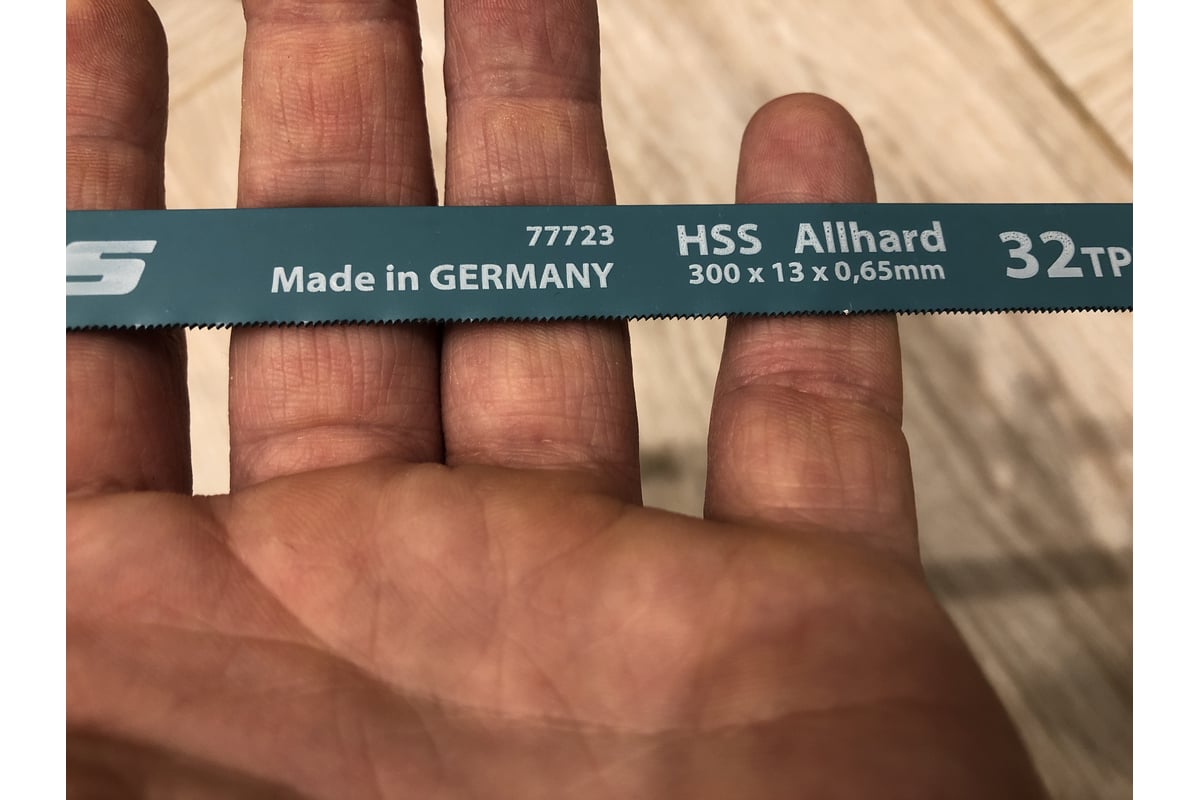 S
77723
Made in GERMANY
HSS Allhard
300 x 13 x 0,65mm
32TP